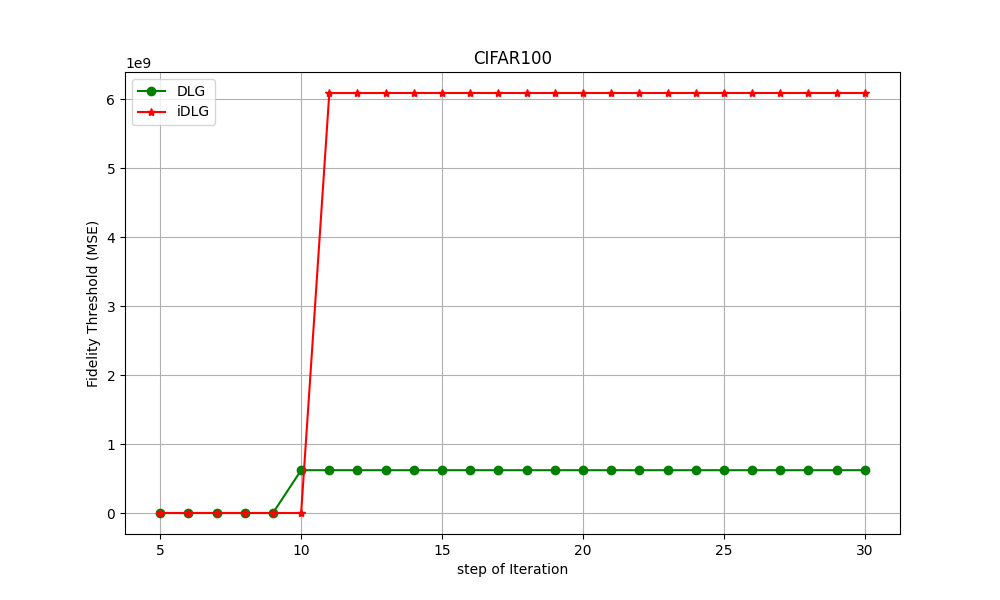 CIFAR100
1e9
DLG
iDLG
6
5
4
3
2
1
0
Fidelity Threshold (MSE)
5 10 15 20 25 30
step of Iteration